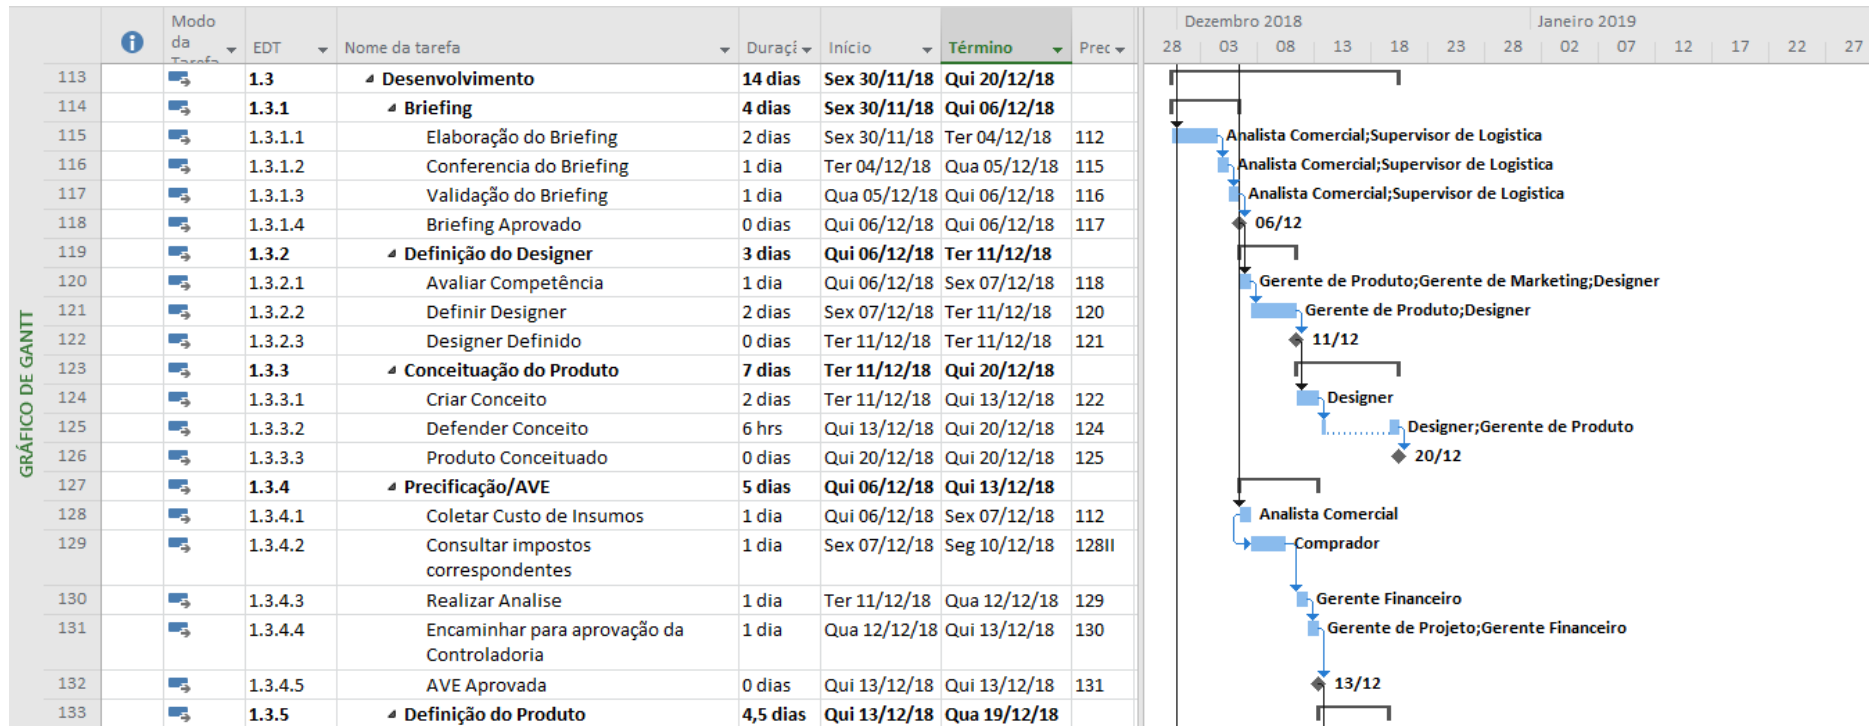 Modo da Tarefa EDT Nome da tarefa Duraçã Início Término Prec
Dezembro 2018 Janeiro 2019
28 03 08 13 18 23 28 02 07 12 17 22 27
GRÁFICO DE GANTT
113 1.3 Desenvolvimento 14 dias Sex 30/11/18 Qui 20/12/18
114 1.3.1 Briefing 4 dias Sex 30/11/18 Qui 06/12/18
115 1.3.1.1 Elaboração do Briefing 2 dias Sex 30/11/18 Ter 04/12/18 112 Analista Comercial;Supervisor de Logistica
116 1.3.1.2 Conferencia do Briefing 1 dia Ter 04/12/18 Qua 05/12/18 115 Analista Comercial;Supervisor de Logistica
117 1.3.1.3 Validação do Briefing 1 dia Qua 05/12/18 Qui 06/12/18 116 Analista Comercial;Supervisor de Logistica
118 1.3.1.4 Briefing Aprovado 0 dias Qui 06/12/18 Qui 06/12/18 117 06/12
119 1.3.2 Definição do Designer 3 dias Qui 06/12/18 Ter 11/12/18
120 1.3.2.1 Avaliar Competência 1 dia Qui 06/12/18 Sex 07/12/18 118 Gerente de Produto;Gerente de Marketing;Designer
121 1.3.2.2 Definir Designer 2 dias Sex 07/12/18 Ter 11/12/18 120 Gerente de Produto;Designer
122 1.3.2.3 Designer Definido 0 dias Ter 11/12/18 Ter 11/12/18 121 11/12
123 1.3.3 Conceituação do Produto 7 dias Ter 11/12/18 Qui 20/12/18
124 1.3.3.1 Criar Conceito 2 dias Ter 11/12/18 Qui 13/12/18 122 Designer
125 1.3.3.2 Defender Conceito 6 hrs Qui 13/12/18 Qui 20/12/18 124 Designer;Gerente de Produto
126 1.3.3.3 Produto Conceituado 0 dias Qui 20/12/18 Qui 20/12/18 125 20/12
127 1.3.4 Precificação/AVE 5 dias Qui 06/12/18 Qui 13/12/18
128 1.3.4.1 Coletar Custo de Insumos 1 dia Qui 06/12/18 Sex 07/12/18 112 Analista Comercial
129 1.3.4.2 Consultar impostos 1 dia Sex 07/12/18 Seg 10/12/18 128II Comprador
correspondentes
130 1.3.4.3 Realizar Analise 1 dia Ter 11/12/18 Qua 12/12/18 129 Gerente Financeiro
131 1.3.4.4 Encaminhar para aprovação da 1 dia Qua 12/12/18 Qui 13/12/18 130 Gerente de Projeto;Gerente Financeiro
Controladoria
132 1.3.4.5 AVE Aprovada 0 dias Qui 13/12/18 Qui 13/12/18 131 13/12
133 1.3.5 Definição do Produto 4,5 dias Qui 13/12/18 Qua 19/12/18